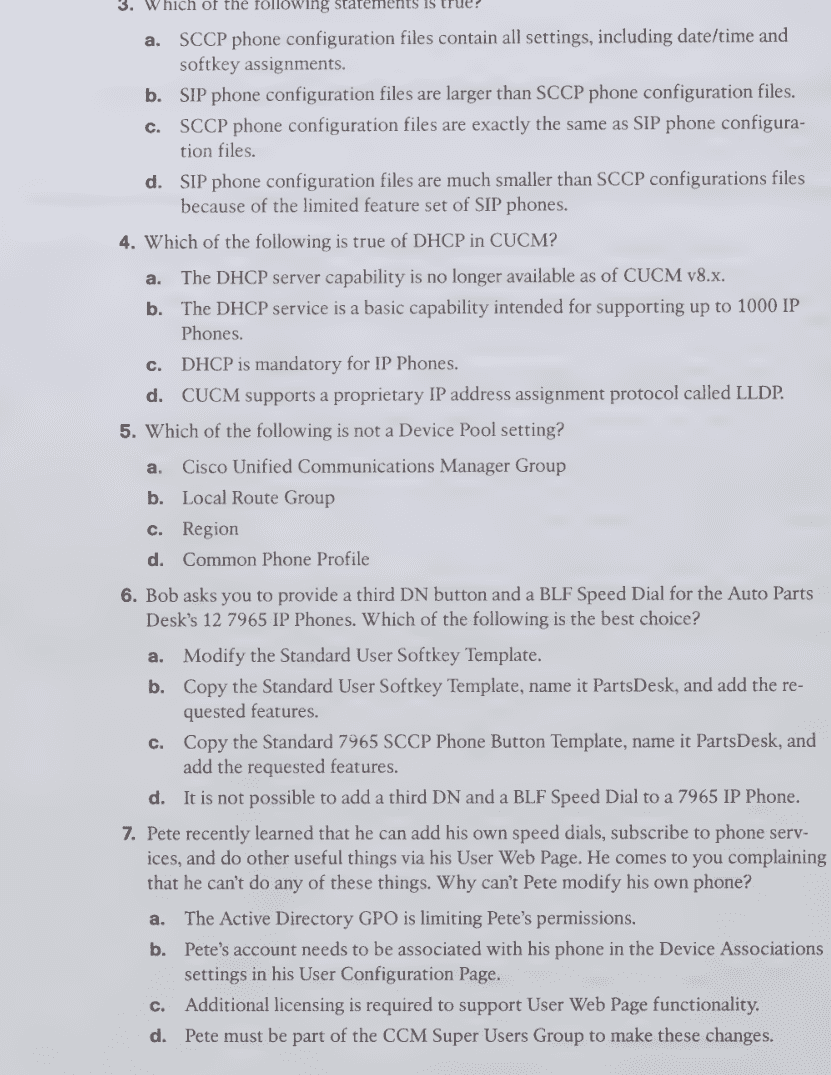 3. Which of the following statements is true?
a. SCCP phone configuration files contain all settings, including date/time and
softkey assignments.
b. SIP phone configuration files are larger than SCCP phone configuration files.
c. SCCP phone configuration files are exactly the same as SIP phone configura-
tion files.
d. SIP phone configuration files are much smaller than SCCP configurations files
because of the limited feature set of SIP phones.
4. Which of the following is true of DHCP in CUCM?
a. The DHCP server capability is no longer available as of CUCM v8.x.
b. The DHCP service is a basic capability intended for supporting up to 1000 IP
Phones.
c. DHCP is mandatory for IP Phones.
d. CUCM supports a proprietary IP address assignment protocol called LLDP.
5. Which of the following is not a Device Pool setting?
a. Cisco Unified Communications Manager Group
b. Local Route Group
c. Region
d. Common Phone Profile
6. Bob asks you to provide a third DN button and a BLF Speed Dial for the Auto Parts
Desk's 12 7965 IP Phones. Which of the following is the best choice?
a. Modify the Standard User Softkey Template.
b. Copy the Standard User Softkey Template, name it PartsDesk, and add the re-
quested features.
c. Copy the Standard 7965 SCCP Phone Button Template, name it PartsDesk, and
add the requested features.
d. It is not possible to add a third DN and a BLF Speed Dial to a 7965 IP Phone.
7. Pete recently learned that he can add his own speed dials, subscribe to phone serv-
ices, and do other useful things via his User Web Page. He comes to you complaining
that he can't do any of these things. Why can't Pete modify his own phone?
a. The Active Directory GPO is limiting Pete's permissions.
b. Pete's account needs to be associated with his phone in the Device Associations
settings in his User Configuration Page.
c. Additional licensing is required to support User Web Page functionality.
d. Pete must be part of the CCM Super Users Group to make these changes.